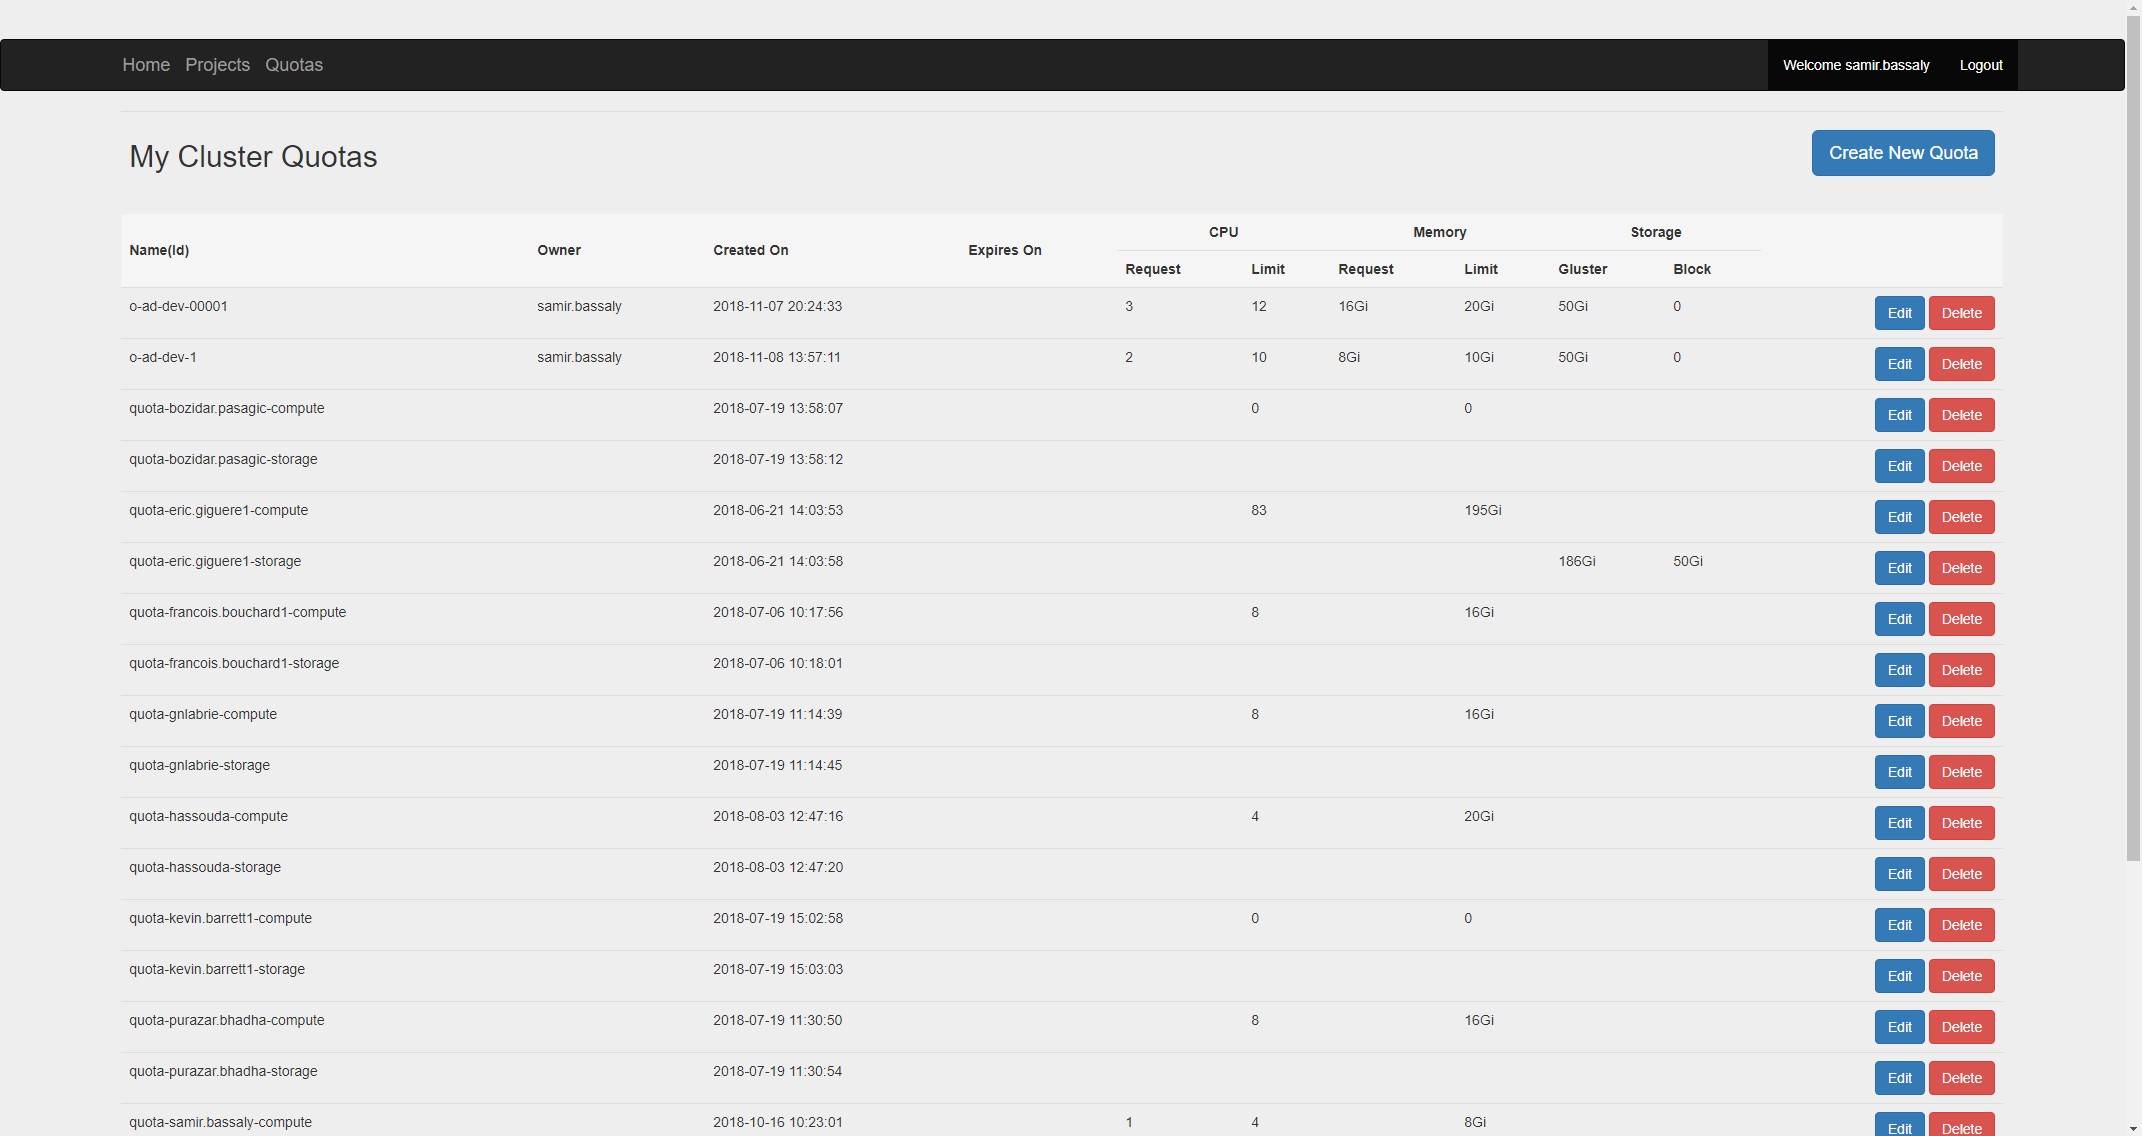 Home Projects Quotas Welcome samir.bassaly Logout
My Cluster Quotas Create New Quota
CPU Memory Storage
Name(Id) Owner Created On Expires On
Request Limit Request Limit Gluster Block
o-ad-dev-00001 samir.bassaly 2018-11-07 20:24:33 3 12 16Gi 20Gi 50Gi 0 Edit Delete
o-ad-dev-1 samir.bassaly 2018-11-08 13:57:11 2 10 8Gi 10Gi 50Gi 0 Edit Delete
quota-bozidar.pasagic-compute 2018-07-19 13:58:07 0 0 Edit Delete
quota-bozidar.pasagic-storage 2018-07-19 13:58:12 Edit Delete
quota-eric.giguere1-compute 2018-06-21 14:03:53 83 195Gi Edit Delete
quota-eric.giguere1-storage 2018-06-21 14:03:58 186Gi 50Gi Edit Delete
quota-francois.bouchard1-compute 2018-07-06 10:17:56 8 16Gi Edit Delete
quota-francois.bouchard1-storage 2018-07-06 10:18:01 Edit Delete
quota-gnlabrie-compute 2018-07-19 11:14:39 8 16Gi Edit Delete
quota-gnlabrie-storage 2018-07-19 11:14:45 Edit Delete
quota-hassouda-compute 2018-08-03 12:47:16 4 20Gi Edit Delete
quota-hassouda-storage 2018-08-03 12:47:20 Edit Delete
quota-kevin.barrett1-compute 2018-07-19 15:02:58 0 0 Edit Delete
quota-kevin.barrett1-storage 2018-07-19 15:03:03 Edit Delete
quota-purazar.bhadha-compute 2018-07-19 11:30:50 8 16Gi Edit Delete
quota-purazar.bhadha-storage 2018-07-19 11:30:54 Edit Delete
quota-samir.bassaly-compute 2018-10-16 10:23:01 1 4 8Gi Edit Delete